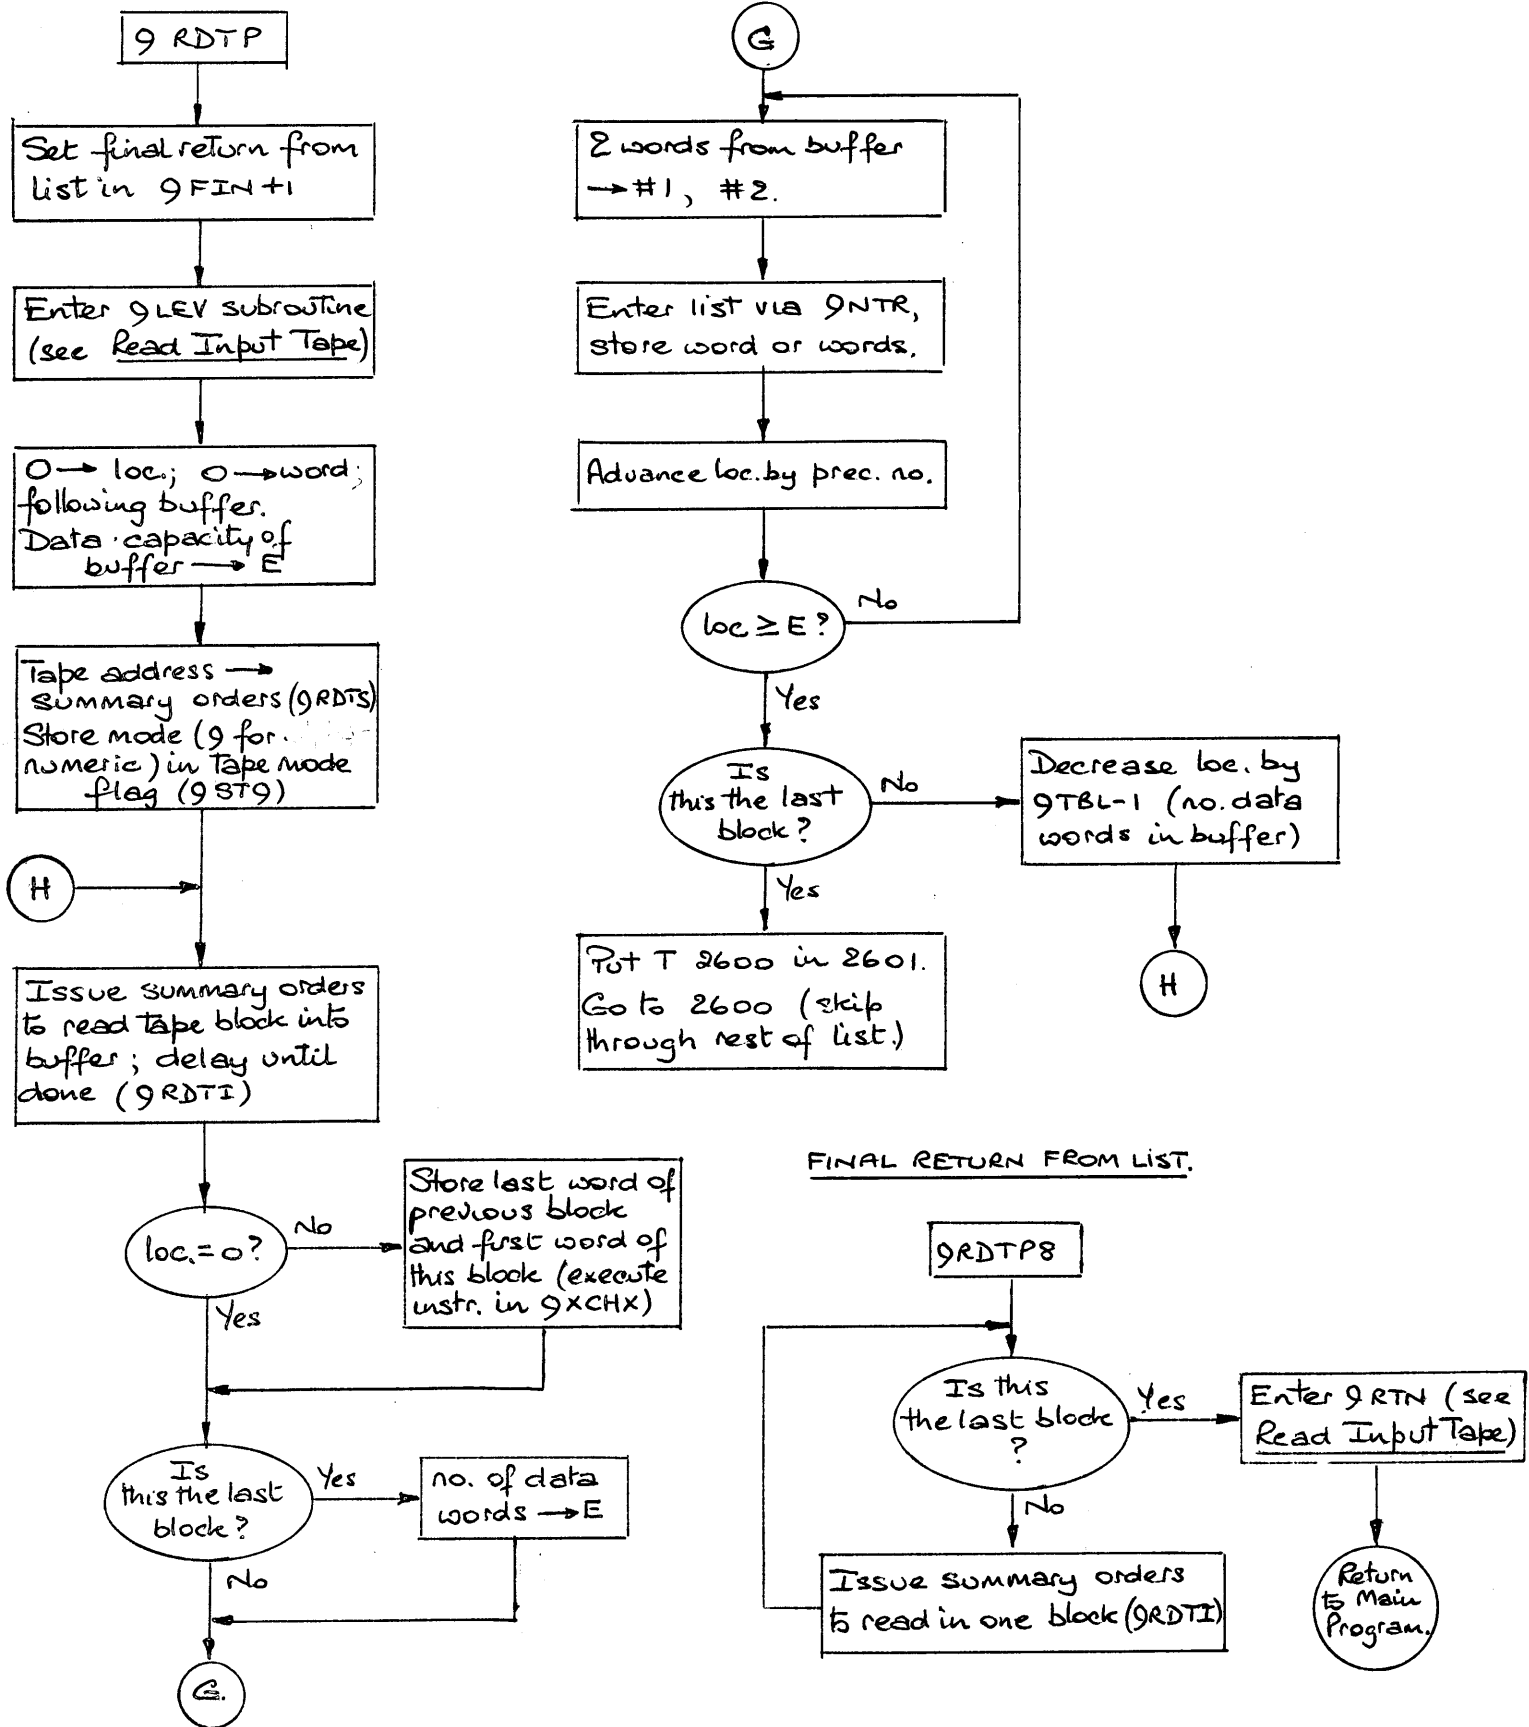 9 RDTP
Set final return from
list in 9FIN+1
Enter 9LEV subroutine
(see Read Input Tape)
0 → loc.; 0 → word;
following buffer.
Data capacity of
buffer → E
Tape address →
summary orders (9RDTS)
Store mode (9 for
numeric) in Tape mode
flag (9ST9)
H
Issue summary orders
to read tape block into
buffer; delay until
done (9RDTI)
loc. = 0?
No
Yes
Store last word of
previous block
and first word of
this block (execute
instr. in 9XCHX)
Is
this the last
block?
Yes
No
no. of data
words → E
G.
G
2 words from buffer
→ #1, #2.
Enter list via 9NTR,
store word or words.
Advance loc. by prec. no.
loc ≥ E?
No
Yes
Is
this the last
block?
No
Yes
Decrease loc. by
9TBL-1 (no. data
words in buffer)
H
Put T 2600 in 2601.
Go to 2600 (skip
through rest of list.)
FINAL RETURN FROM LIST.
9RDTP8
Is this
the last block
?
Yes
No
Enter 9RTN (see
Read Input Tape)
Return
to Main
Program.
Issue summary orders
to read in one block (9RDTI)